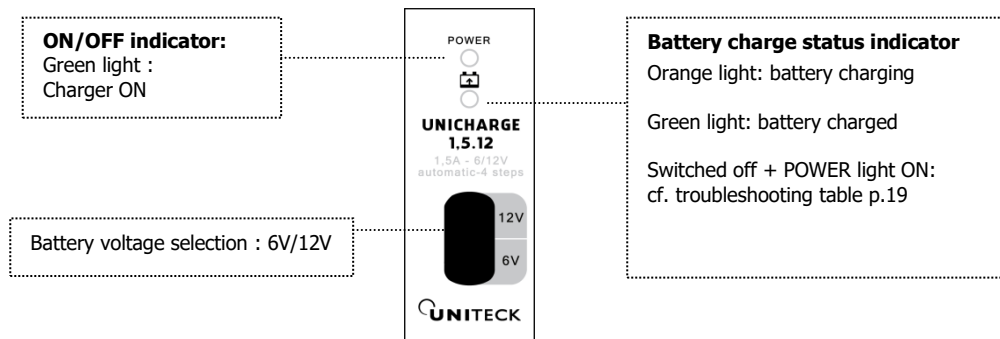 ON/OFF indicator:
Green light :
Charger ON
Battery voltage selection : 6V/12V
POWER
UNICHARGE
1,5.12
1,5A - 6/12V
automatic-4 steps
12V
6V
UNITECK
Battery charge status indicator
Orange light: battery charging
Green light: battery charged
Switched off + POWER light ON:
cf. troubleshooting table p.19